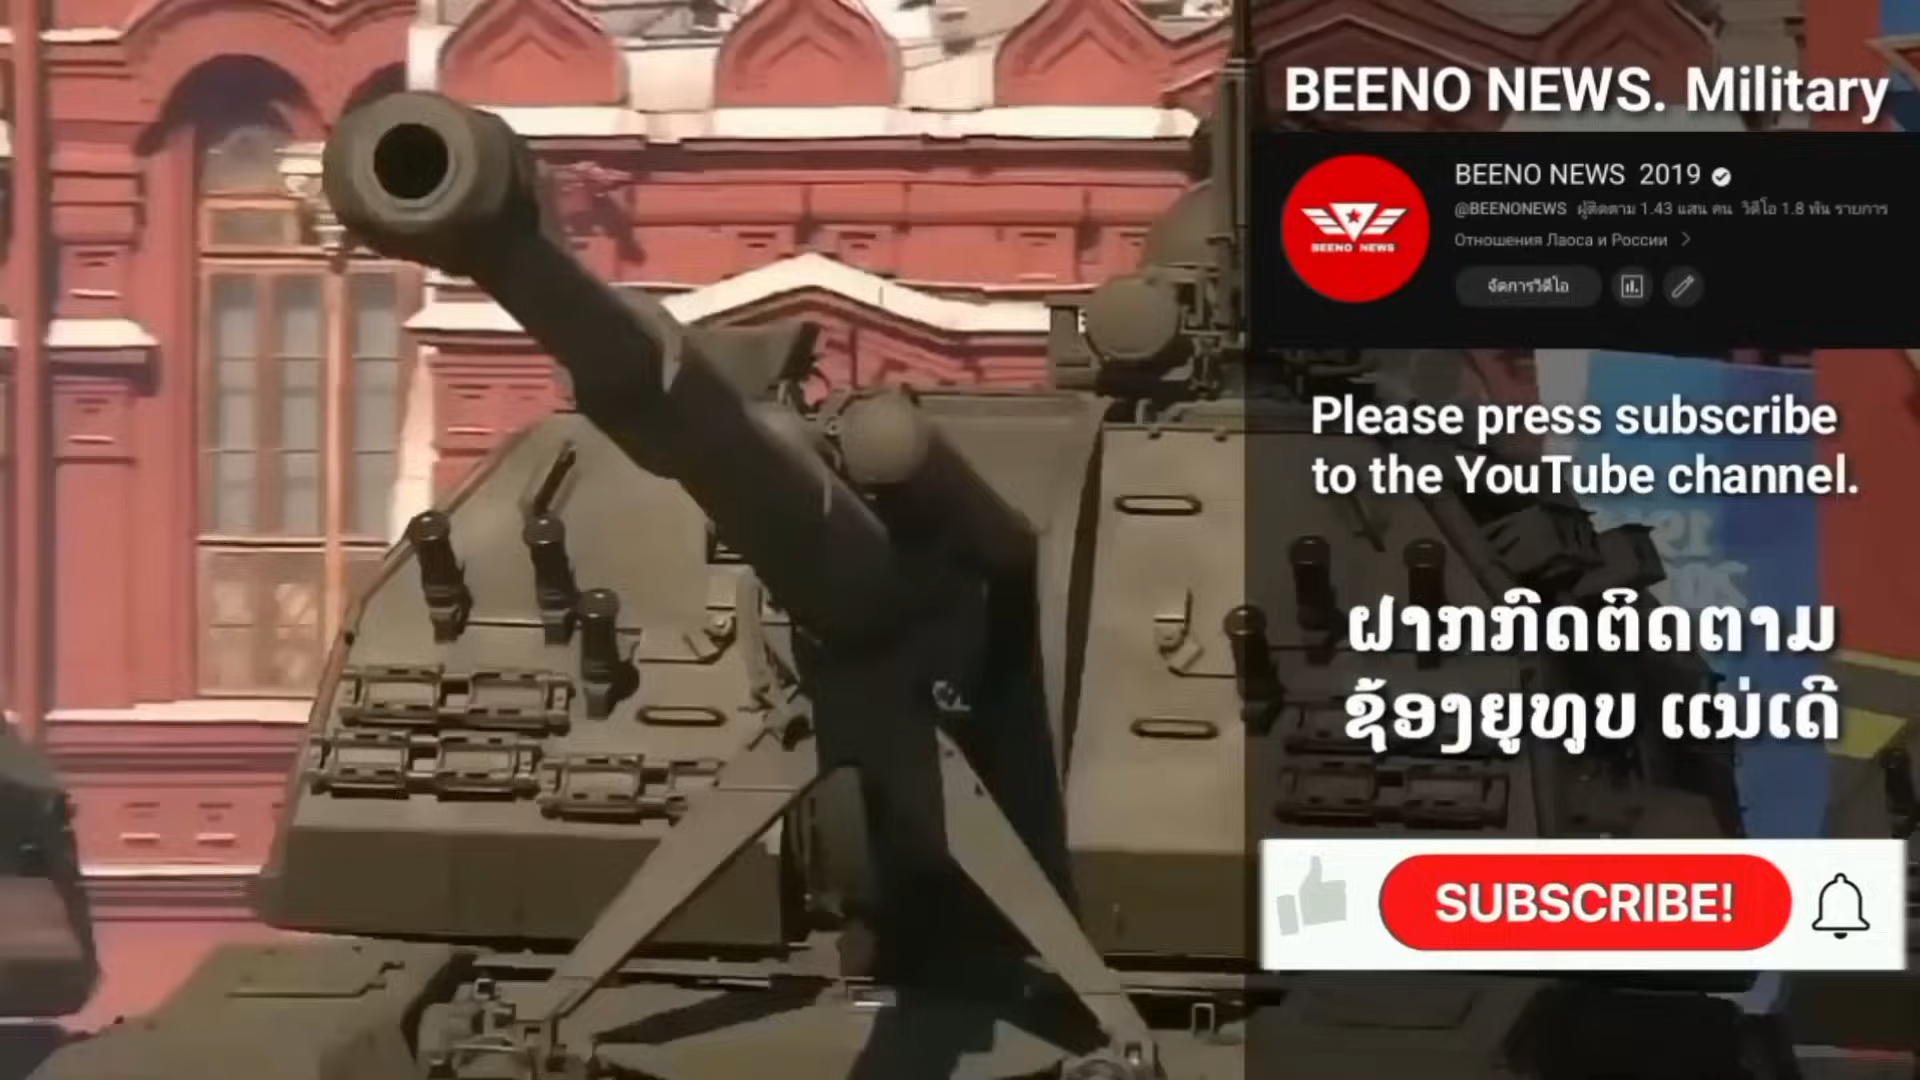 BEENO NEWS. Military
BEENO NEWS 2019
@BEENONEWS ผู้ติดตาม 1.43 แสน คน วิดีโอ 1.8 พัน รายการ
Отношения Лаоса и России
BEENO NEWS
จัดการวิดีโอ
Please press subscribe
to the YouTube channel.
ຝາກກົດຕິດຕາມ
ຊ້ອງຍູທູບ ແນ່ເດີ
SUBSCRIBE!